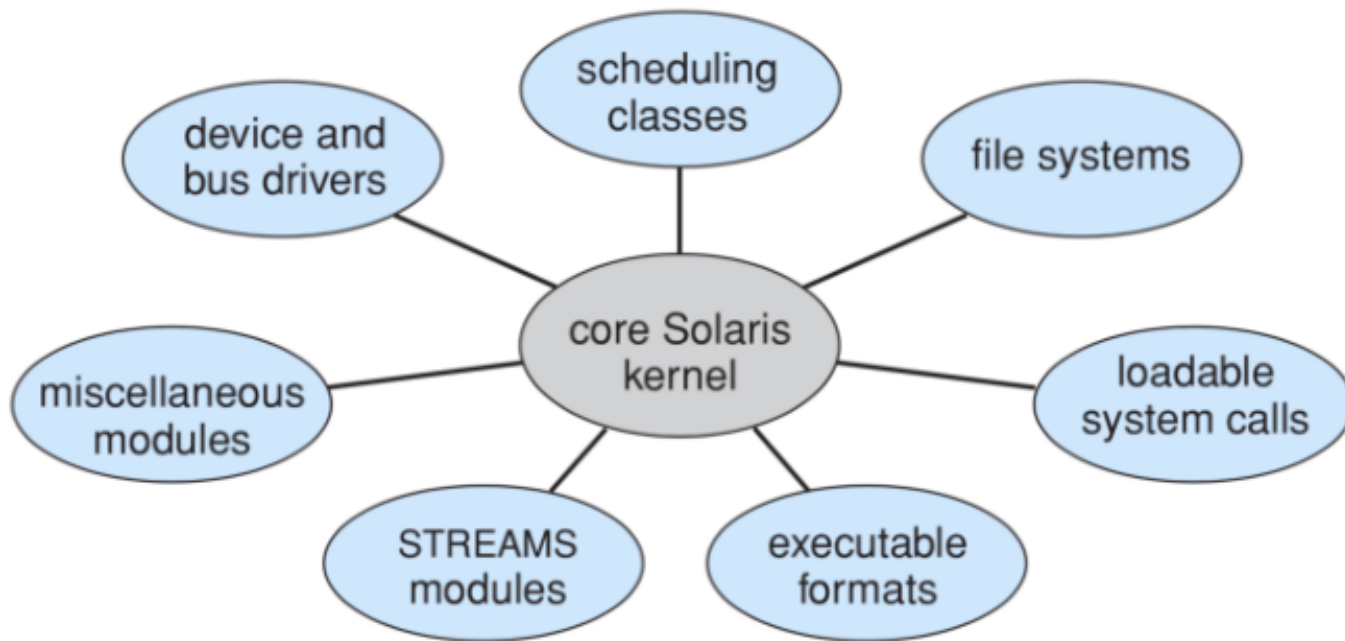 scheduling
classes
device and
bus drivers
file systems
core Solaris
kernel
miscellaneous
modules
loadable
system calls
STREAMS
modules
executable
formats